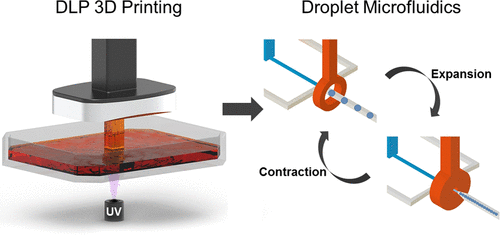 DLP 3D Printing
Droplet Microfluidics
Expansion
Contraction
UV